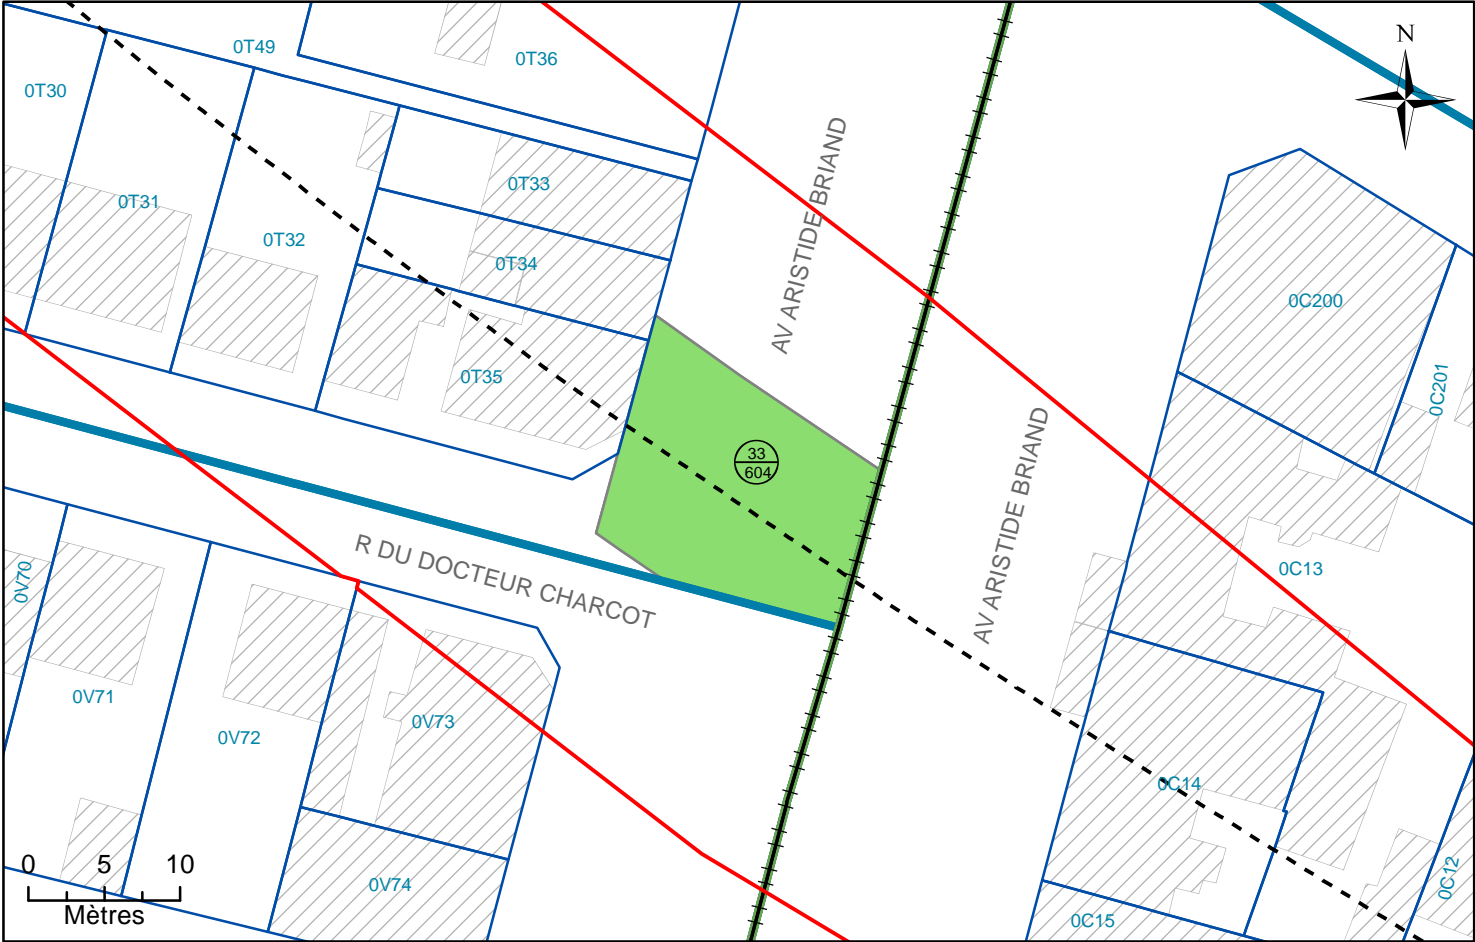 N
0T49
0T36
0T30
0T33
0T31
0T32
0T34
0T35
AV ARISTIDE BRIAND
0C200
0C201
33
604
AV ARISTIDE BRIAND
R DU DOCTEUR CHARCOT
0C13
0V70
0V71
0V72
0V73
0C14
0V74
0C12
0C15
0 5 10
Mètres